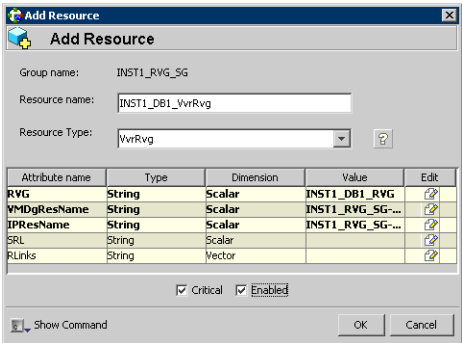 Add Resource
Add Resource
Group name: INST1_RVG_SG
Resource name: INST1_DB1_VvrRvg
Resource Type: VvrRvg
Attribute name Type Dimension Value Edit
RVG String Scalar INST1_DB1_RVG
VMDgResName String Scalar INST1_RVG_SG-...
IPResName String Scalar INST1_RVG_SG-...
SRL String Scalar
RLinks String Vector
Critical Enabled
Show Command OK Cancel